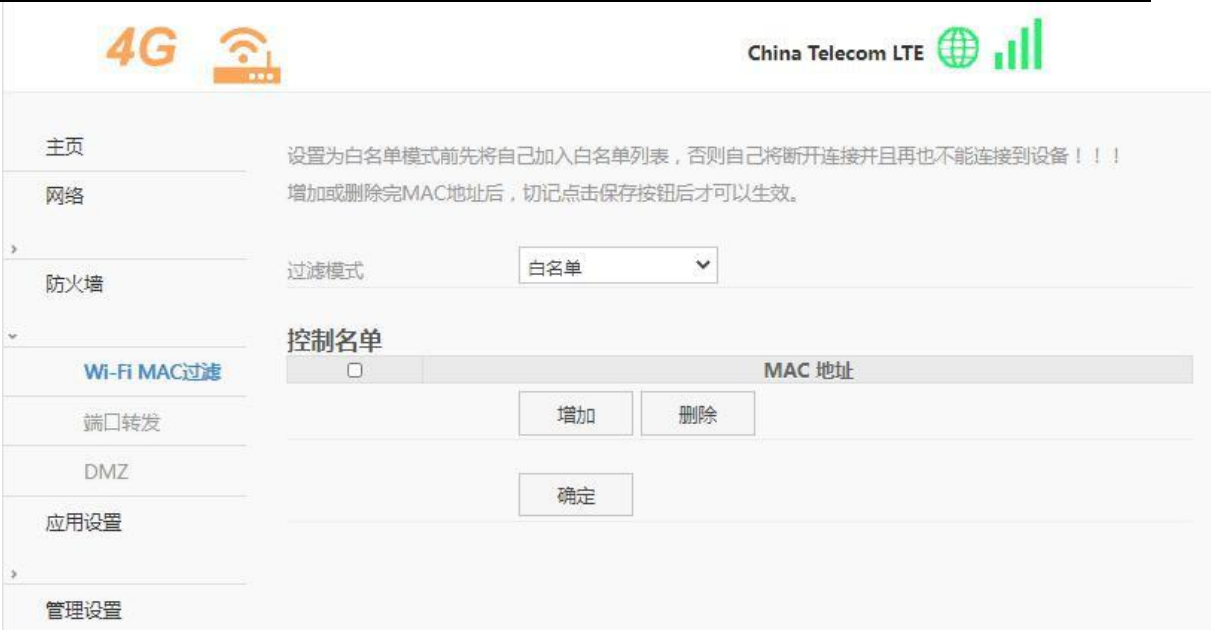 4G
China Telecom LTE
主页
网络
防火墙
Wi-Fi MAC过滤
端口转发
DMZ
应用设置
管理设置
设置为白名单模式前先将自己加入白名单列表，否则自己将断开连接并且再也不能连接到设备！！！
增加或删除完MAC地址后，切记点击保存按钮后才可以生效。
过滤模式 白名单
控制名单
MAC 地址
增加 删除
确定